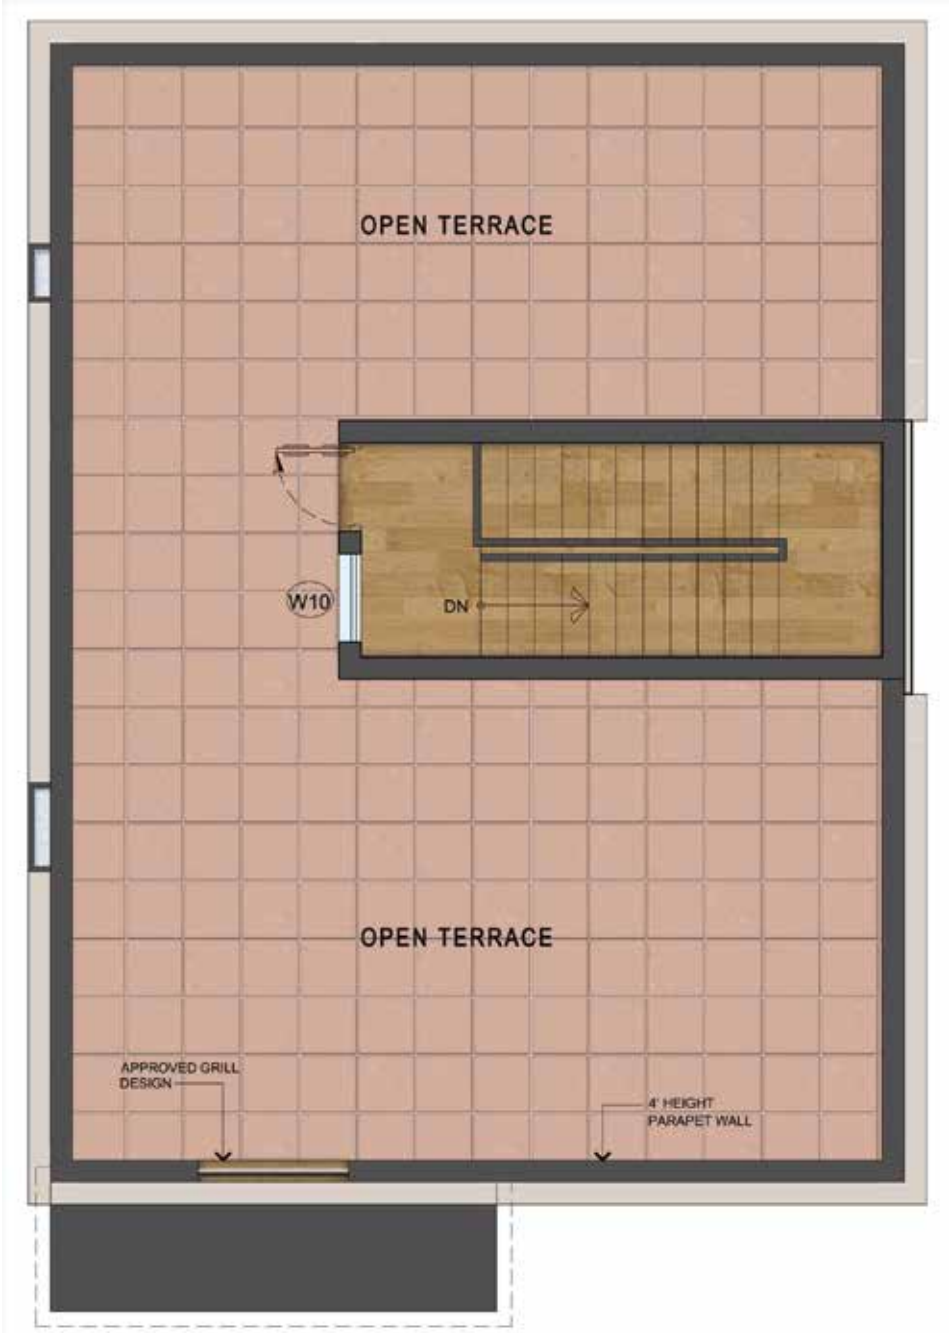 OPEN TERRACE
W10
DN
OPEN TERRACE
APPROVED GRILL
DESIGN
4' HEIGHT
PARAPET WALL